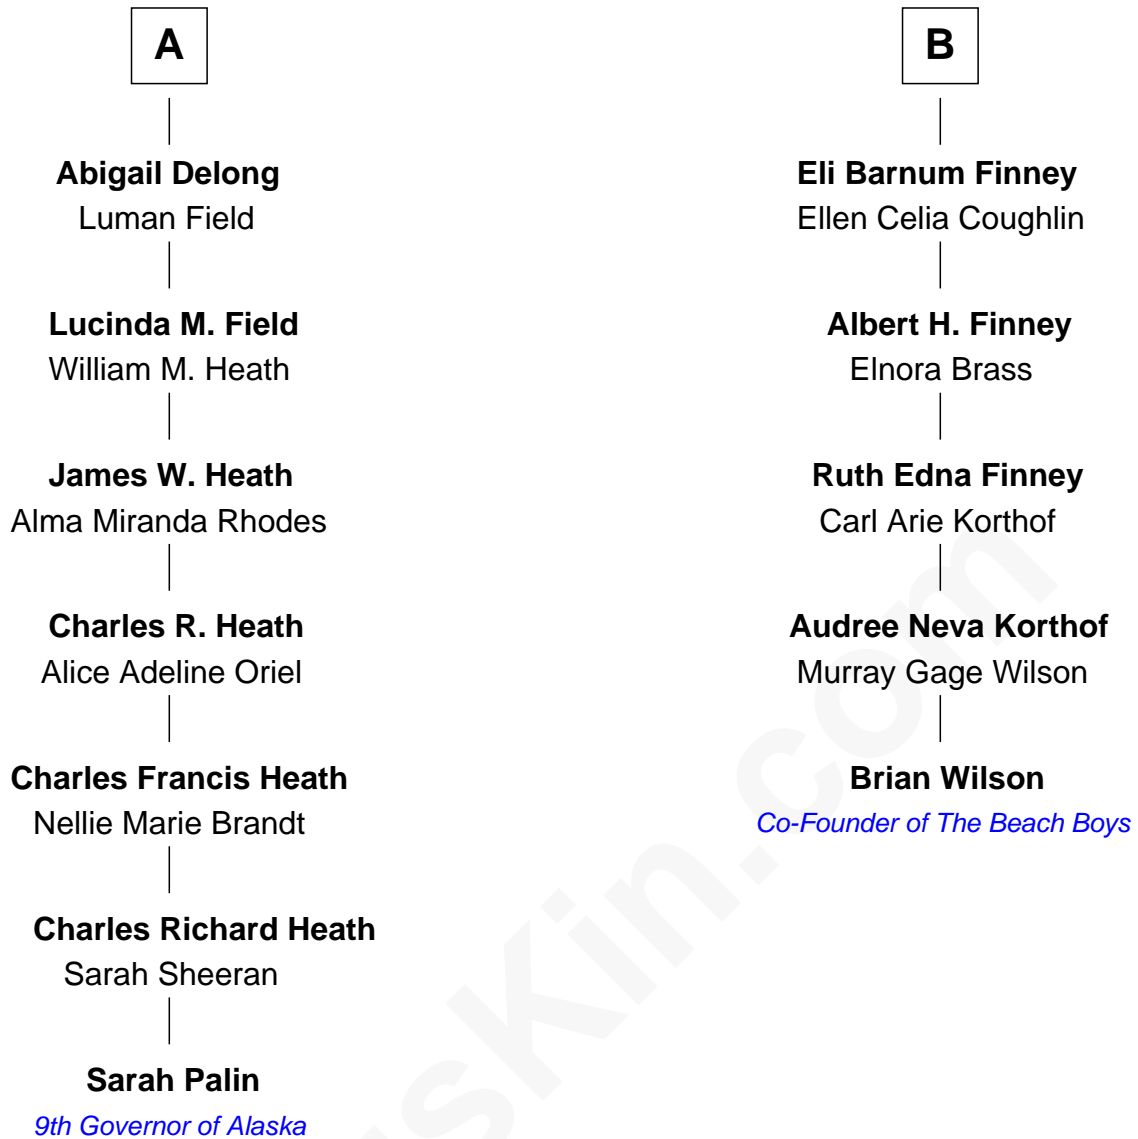 A
Abigail Delong
Luman Field
Lucinda M. Field
William M. Heath
James W. Heath
Alma Miranda Rhodes
Charles R. Heath
Alice Adeline Oriel
Charles Francis Heath
Nellie Marie Brandt
Charles Richard Heath
Sarah Sheeran
Sarah Palin
9th Governor of Alaska
B
Eli Barnum Finney
Ellen Celia Coughlin
Albert H. Finney
Elnora Brass
Ruth Edna Finney
Carl Arie Korthof
Audree Neva Korthof
Murray Gage Wilson
Brian Wilson
Co-Founder of The Beach Boys